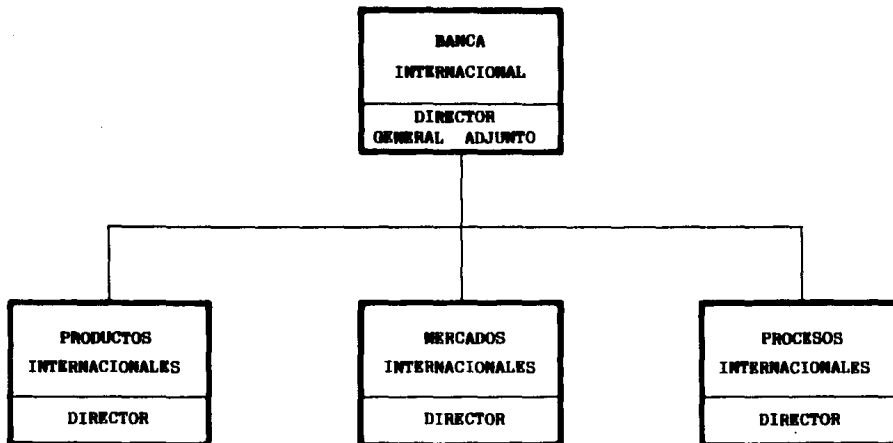 BANCA
INTERNACIONAL
DIRECTOR
GENERAL ADJUNTO
PRODUCTOS
INTERNACIONALES
DIRECTOR
MERCADOS
INTERNACIONALES
DIRECTOR
PROCESOS
INTERNACIONALES
DIRECTOR